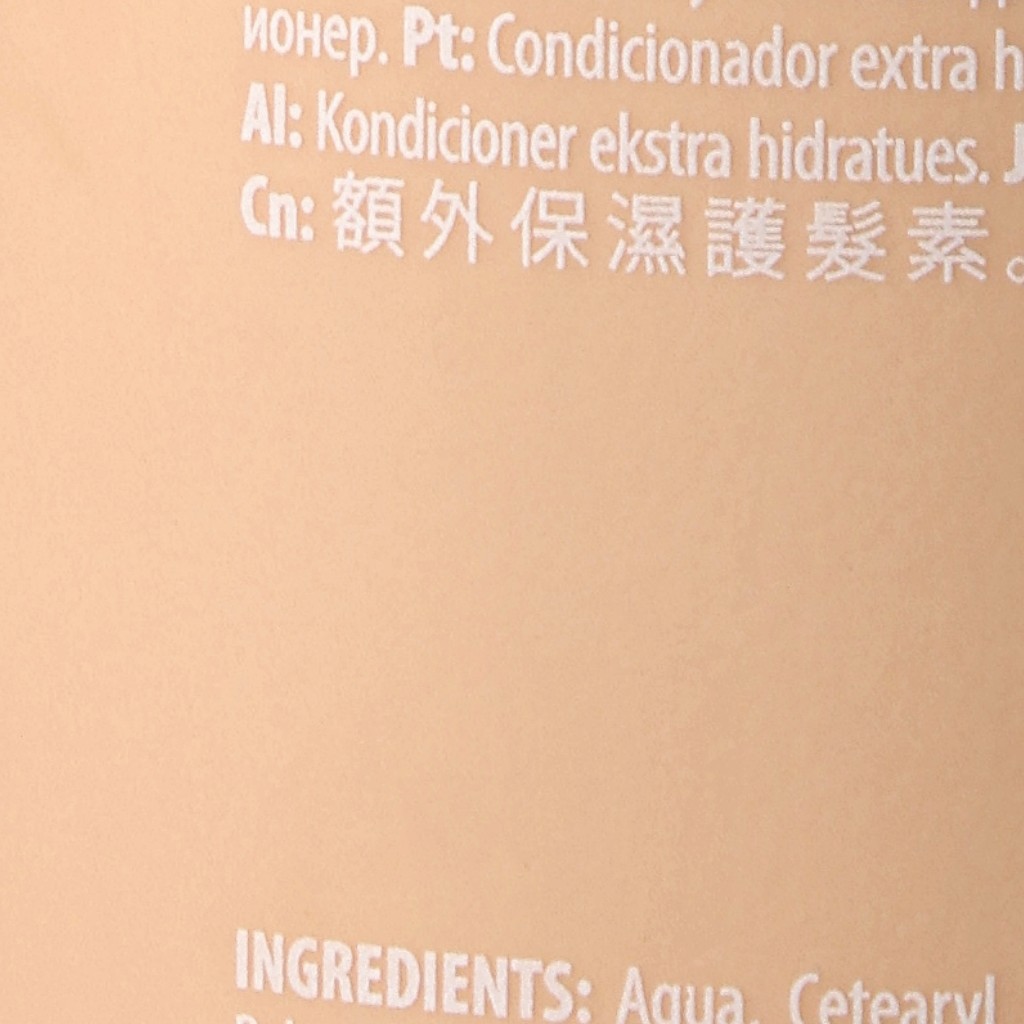 ионер. Pt: Condicionador extra h
Al: Kondicioner ekstra hidratues. J
Cn: 額外保濕護髮素。
INGREDIENTS: Aqua, Cetearyl